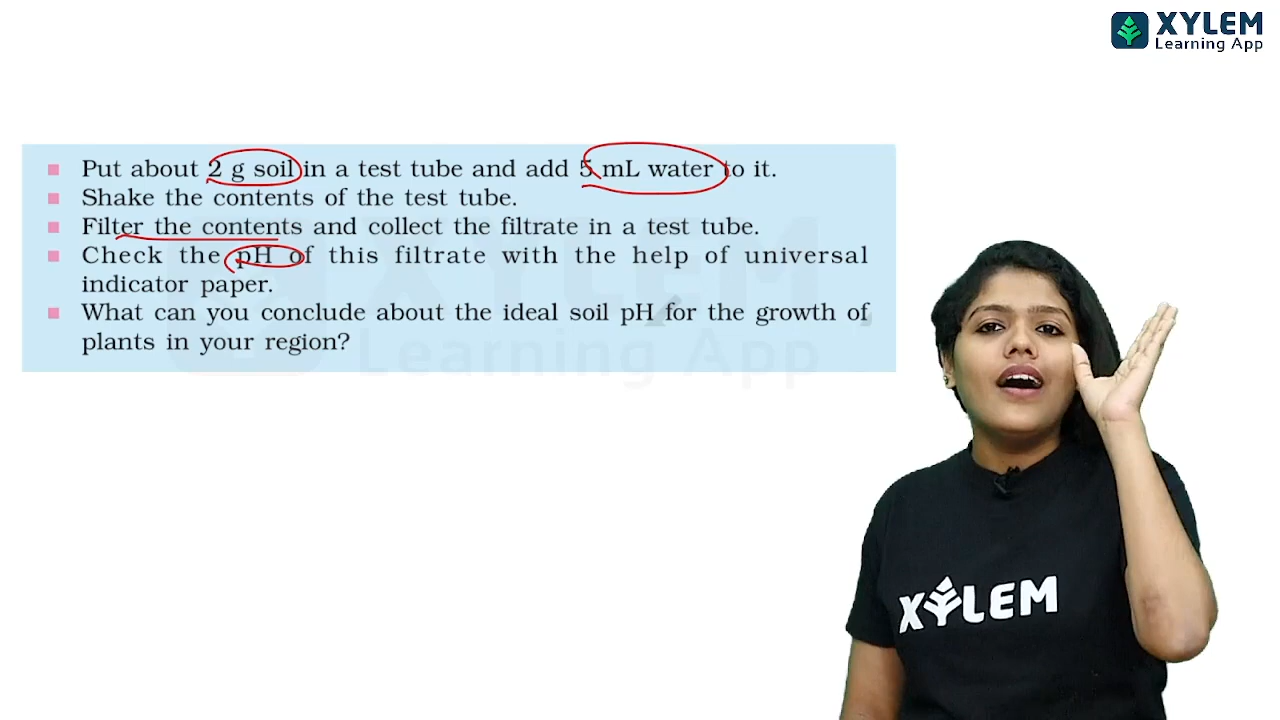 XYLEM
Learning App
Put about 2 g soil in a test tube and add 5 mL water to it.
Shake the contents of the test tube.
Filter the contents and collect the filtrate in a test tube.
Check the pH of this filtrate with the help of universal
indicator paper.
What can you conclude about the ideal soil pH for the growth of
plants in your region?
XYLEM
Learning App
XYLEM